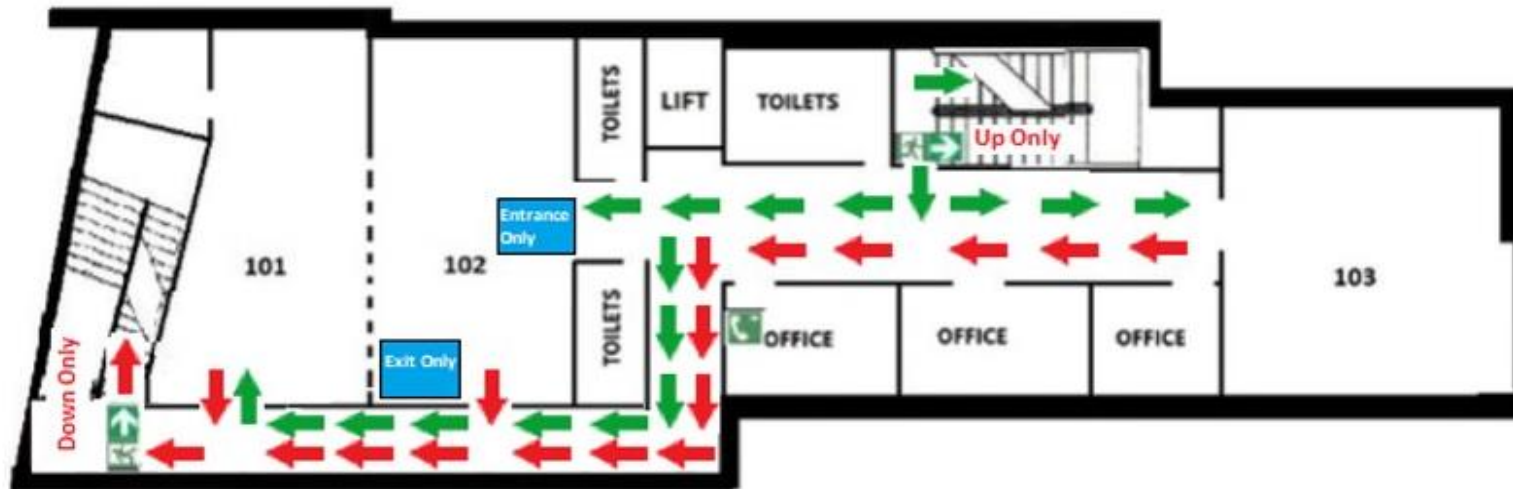 TOILETS
LIFT
TOILETS
Up Only
Entrance
Only
101
102
103
Exit Only
TOILETS
OFFICE
OFFICE
OFFICE
Down Only